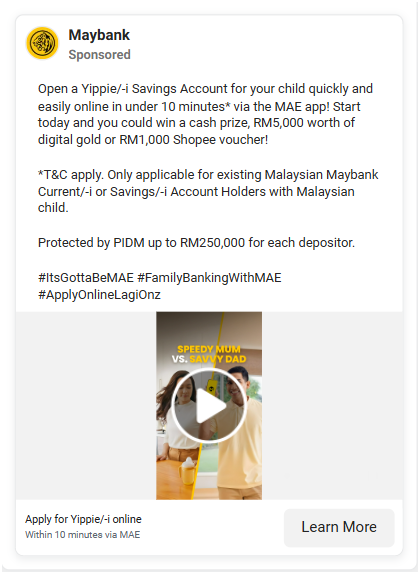 Maybank
Sponsored
Open a Yippie/-i Savings Account for your child quickly and
easily online in under 10 minutes* via the MAE app! Start
today and you could win a cash prize, RM5,000 worth of
digital gold or RM1,000 Shopee voucher!
*T&C apply. Only applicable for existing Malaysian Maybank
Current/-i or Savings/-i Account Holders with Malaysian
child.
Protected by PIDM up to RM250,000 for each depositor.
#ItsGottaBeMAE #FamilyBankingWithMAE
#ApplyOnlineLagiOnz
SPEEDY MUM
VS. SAVVY DAD
Apply for Yippie/-i online
Within 10 minutes via MAE
Learn More